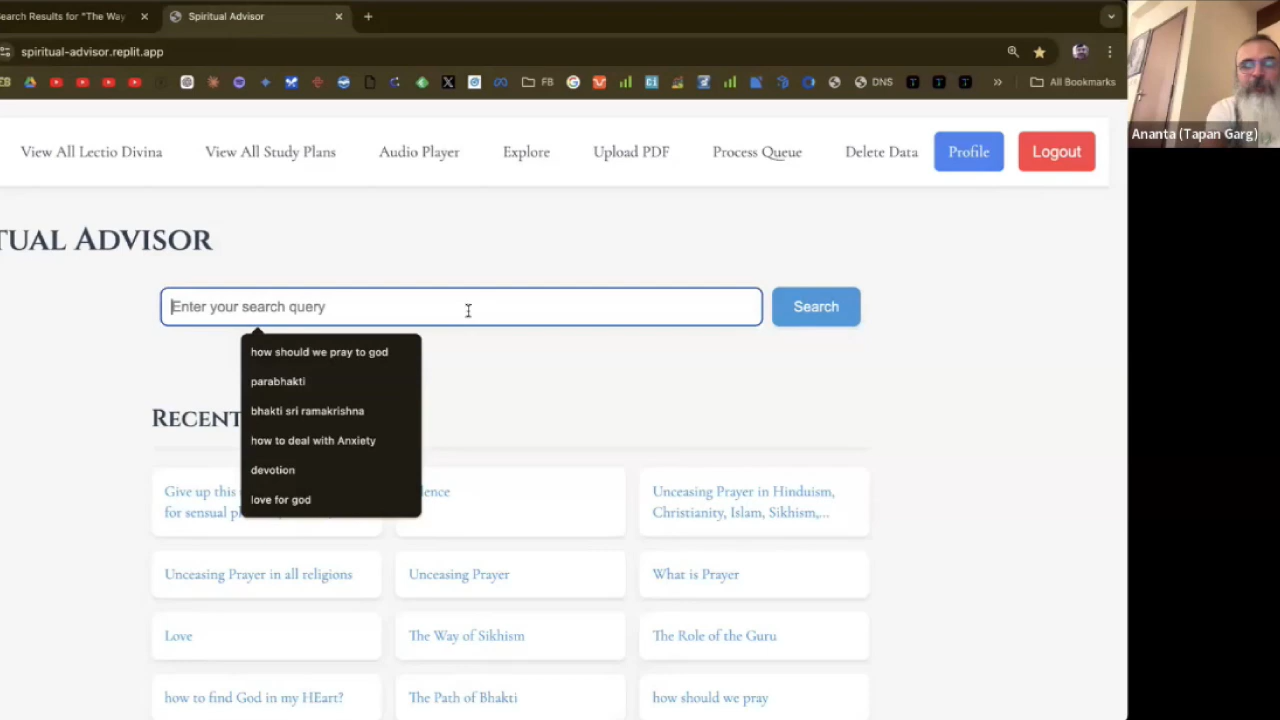 earch Results for "The Way
Spiritual Advisor
spiritual-advisor.replit.app
FB
DNS
All Bookmarks
Ananta (Tapan Garg)
View All Lectio Divina
View All Study Plans
Audio Player
Explore
Upload PDF
Process Queue
Delete Data
Profile
Logout
TUAL ADVISOR
Enter your search query
Search
how should we pray to god
parabhakti
bhakti sri ramakrishna
how to deal with Anxiety
devotion
love for god
RECENT
Give up this
for sensual
Unceasing Prayer in Hinduism,
Christianity, Islam, Sikhism,...
Unceasing Prayer in all religions
Unceasing Prayer
What is Prayer
Love
The Way of Sikhism
The Role of the Guru
how to find God in my HEart?
The Path of Bhakti
how should we pray